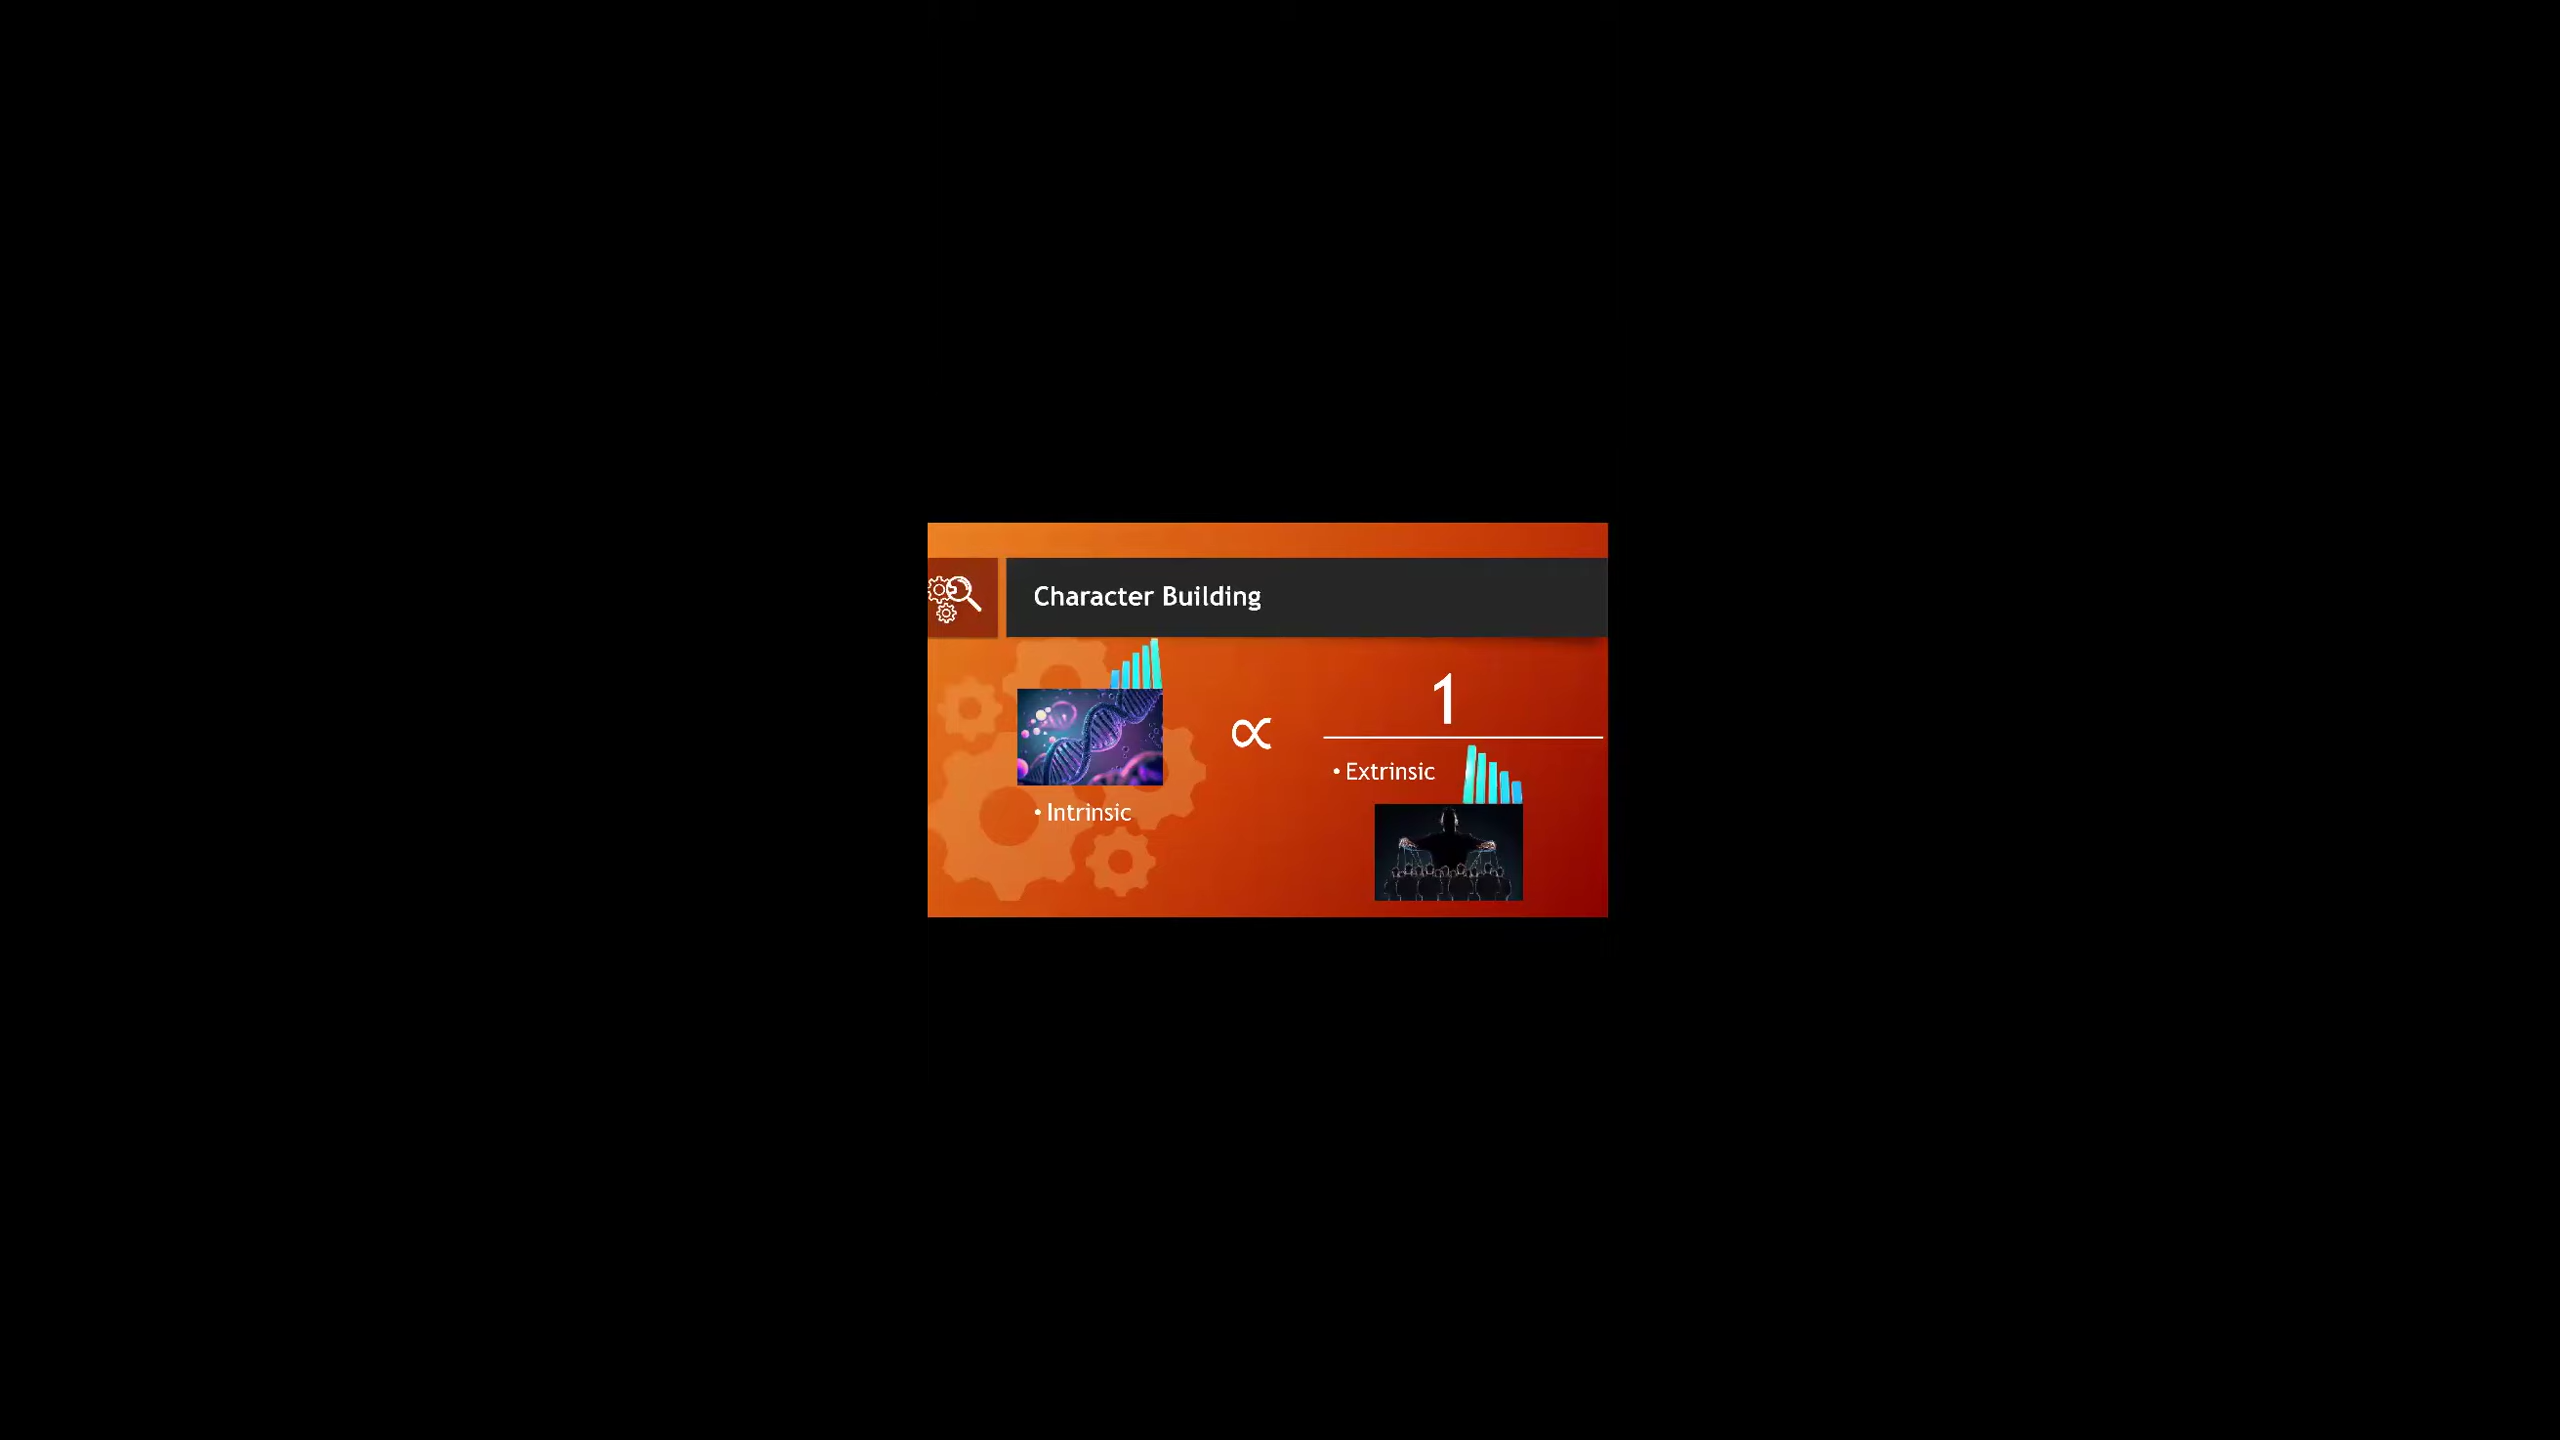 Character Building
• Intrinsic
∝
1
• Extrinsic